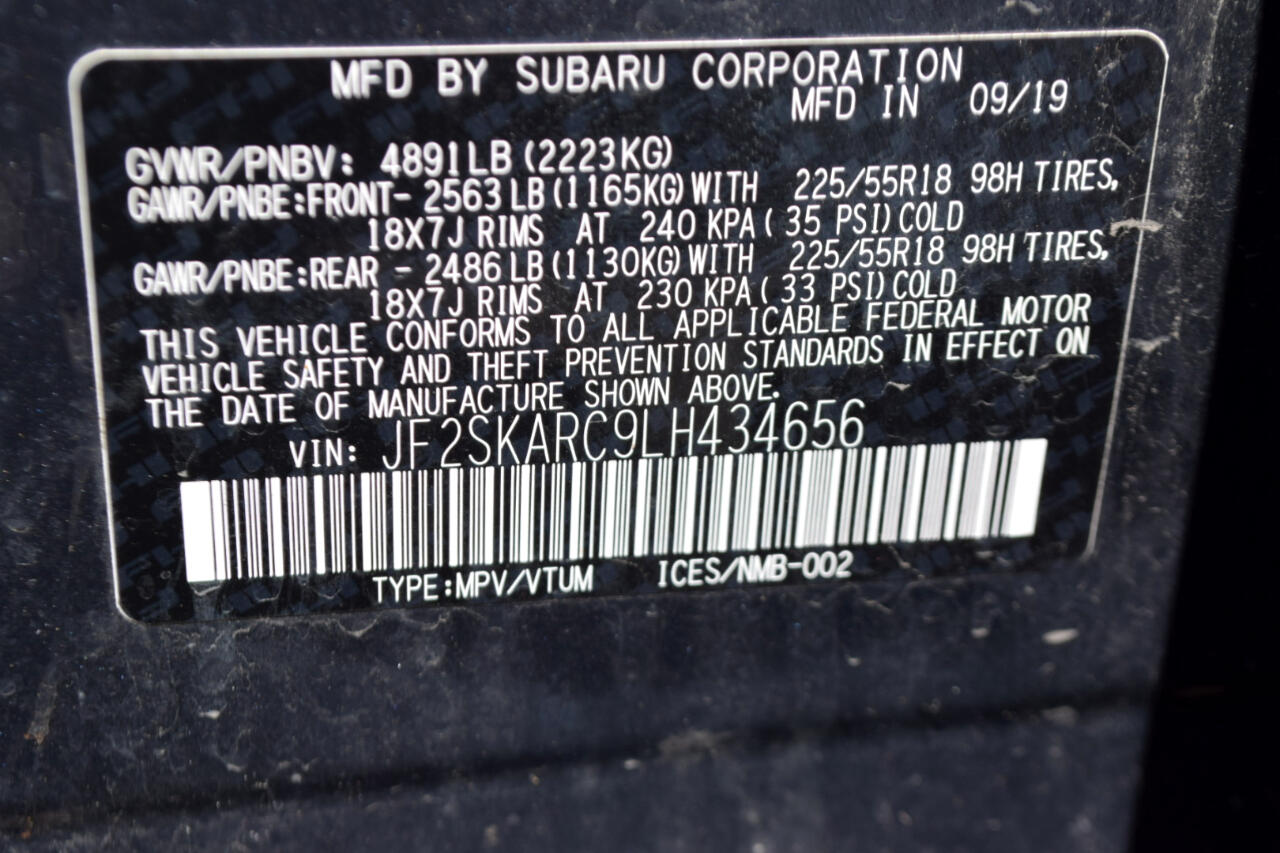 MFD BY SUBARU CORPORATION
MFD IN 09/19
GVWR/PNBV: 4891LB (2223KG)
GAWR/PNBE:FRONT- 2563 LB (1165KG) WITH 225/55R18 98H TIRES,
18X7J RIMS AT 240 KPA ( 35 PSI) COLD
GAWR/PNBE:REAR - 2486 LB (1130KG) WITH 225/55R18 98H TIRES,
18X7J RIMS AT 230 KPA ( 33 PSI) COLD
THIS VEHICLE CONFORMS TO ALL APPLICABLE FEDERAL MOTOR
VEHICLE SAFETY AND THEFT PREVENTION STANDARDS IN EFFECT ON
THE DATE OF MANUFACTURE SHOWN ABOVE.
VIN: JF2SKARC9LH434656
TYPE:MPV/VTUM ICES/NMB-002